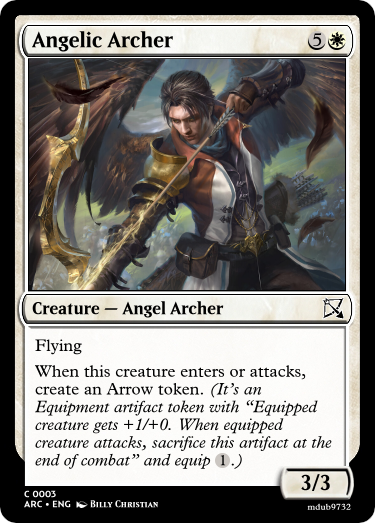 Angelic Archer 5
Creature — Angel Archer
Flying
When this creature enters or attacks,
create an Arrow token. (It's an
Equipment artifact token with “Equipped
creature gets +1/+0. When equipped
creature attacks, sacrifice this artifact at the
end of combat” and equip 1.)
3/3
C 0003
ARC • ENG Billy Christian
mdub9732